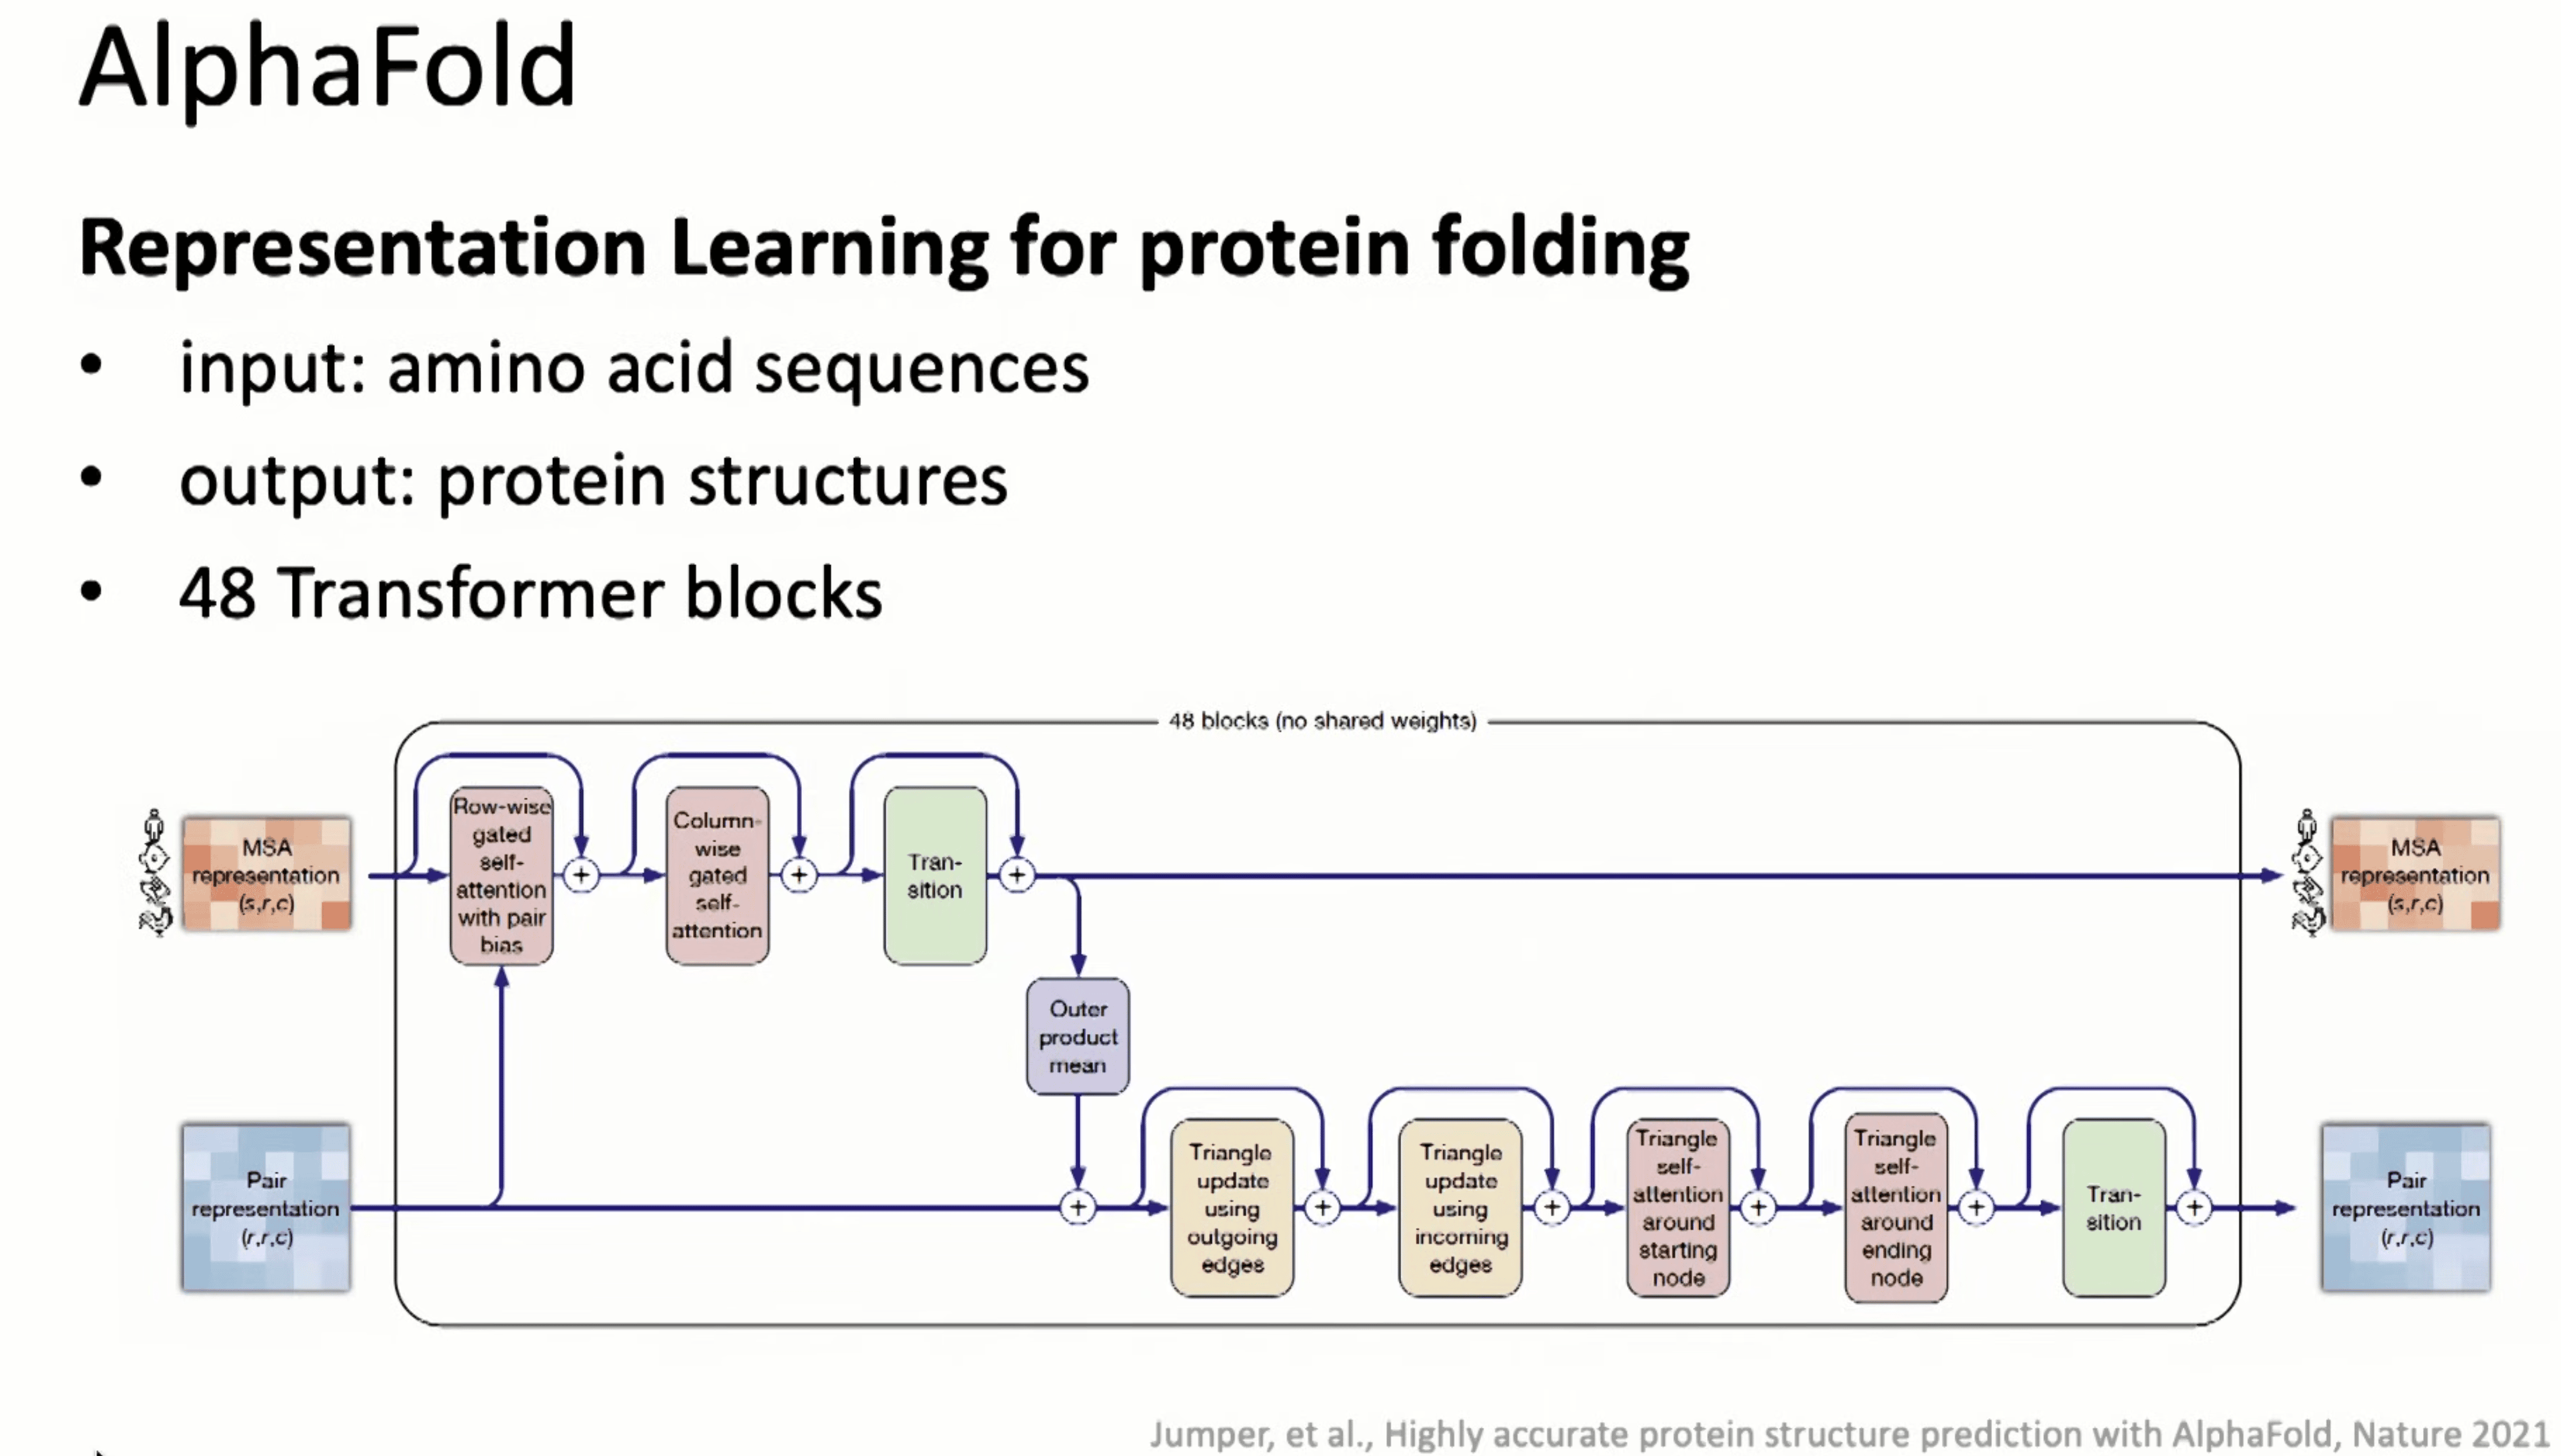 AlphaFold
Representation Learning for protein folding
• input: amino acid sequences
• output: protein structures
• 48 Transformer blocks
48 blocks (no shared weights)
MSA
representation
(s,r,c)
Row-wise
gated
self-
attention
with pair
bias
Column-
wise
gated
self-
attention
Tran-
sition
MSA
representation
(s,r,c)
Outer
product
mean
Pair
representation
(r,r,c)
Triangle
update
using
outgoing
edges
Triangle
update
using
incoming
edges
Triangle
self-
attention
around
starting
node
Triangle
self-
attention
around
ending
node
Tran-
sition
Pair
representation
(r,r,c)
Jumper, et al., Highly accurate protein structure prediction with AlphaFold, Nature 2021